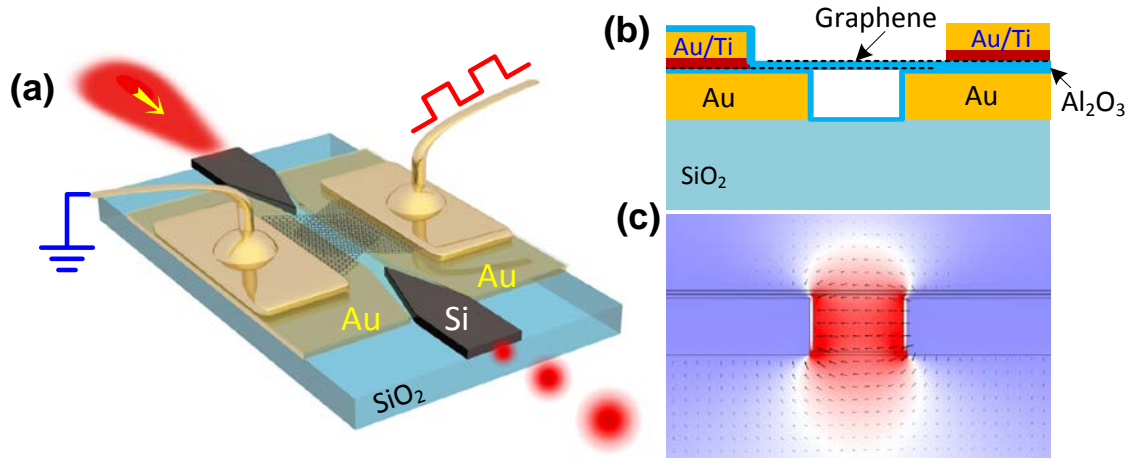 (a)
Au
Au
Si
SiO₂
(b)
Graphene
Au/Ti
Au/Ti
Au
Au
Al₂O₃
SiO₂
(c)